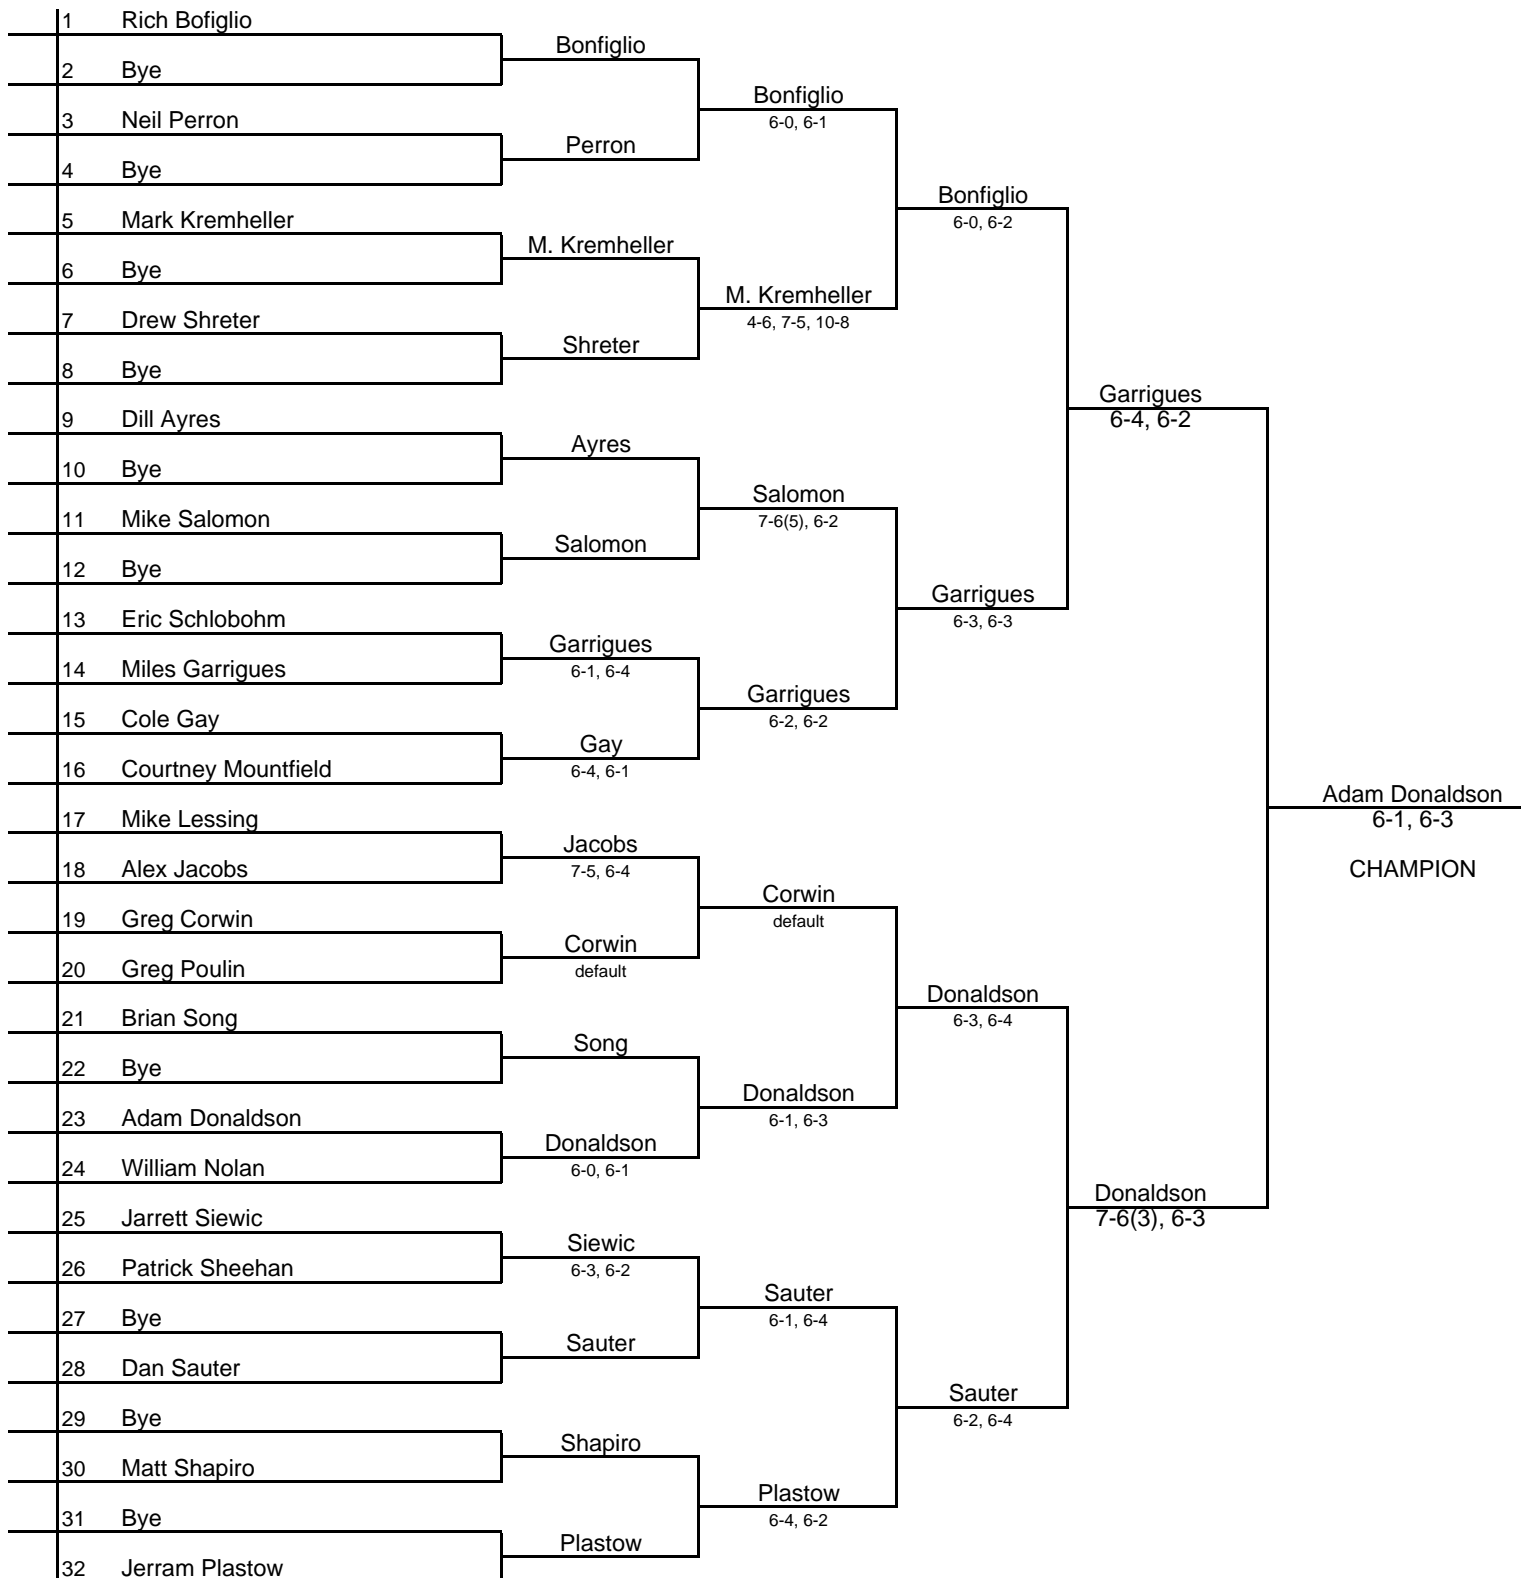 1 Rich Bofiglio
Bonfiglio
2 Bye
Bonfiglio
6-0, 6-1
3 Neil Perron
Perron
4 Bye
Bonfiglio
6-0, 6-2
5 Mark Kremheller
M. Kremheller
6 Bye
M. Kremheller
4-6, 7-5, 10-8
7 Drew Shreter
Shreter
8 Bye
Garrigues
6-4, 6-2
9 Dill Ayres
Ayres
10 Bye
Salomon
7-6(5), 6-2
11 Mike Salomon
Salomon
12 Bye
Garrigues
6-3, 6-3
13 Eric Schlobohm
Garrigues
6-1, 6-4
14 Miles Garrigues
Garrigues
6-2, 6-2
15 Cole Gay
Gay
6-4, 6-1
16 Courtney Mountfield
Adam Donaldson
6-1, 6-3
CHAMPION
17 Mike Lessing
Jacobs
7-5, 6-4
18 Alex Jacobs
Corwin
default
19 Greg Corwin
Corwin
default
20 Greg Poulin
Donaldson
6-3, 6-4
21 Brian Song
Song
22 Bye
Donaldson
6-1, 6-3
23 Adam Donaldson
Donaldson
6-0, 6-1
24 William Nolan
Donaldson
7-6(3), 6-3
25 Jarrett Siewic
Siewic
6-3, 6-2
26 Patrick Sheehan
Sauter
6-1, 6-4
27 Bye
Sauter
28 Dan Sauter
Sauter
6-2, 6-4
29 Bye
Shapiro
30 Matt Shapiro
Plastow
6-4, 6-2
31 Bye
Plastow
32 Jerram Plastow